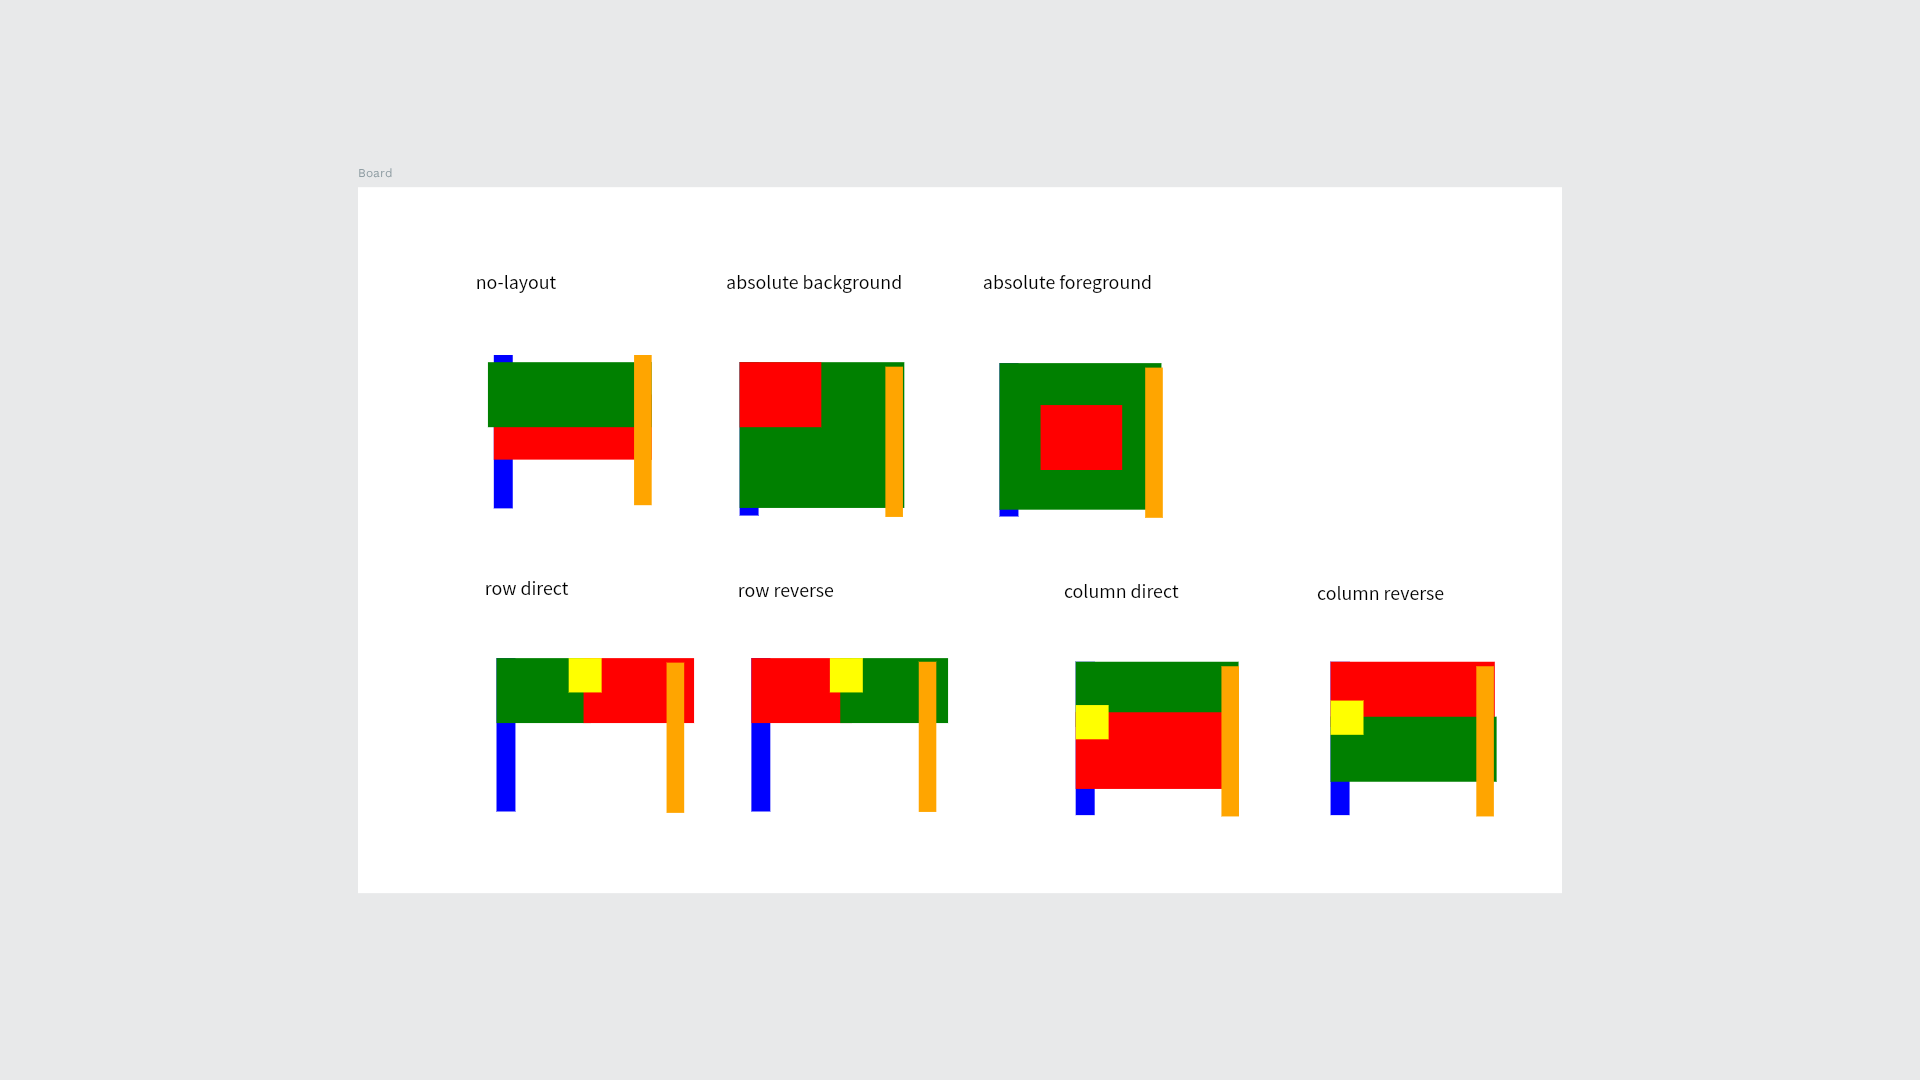 Board
no-layout
absolute background
absolute foreground
row direct
row reverse
column direct
column reverse